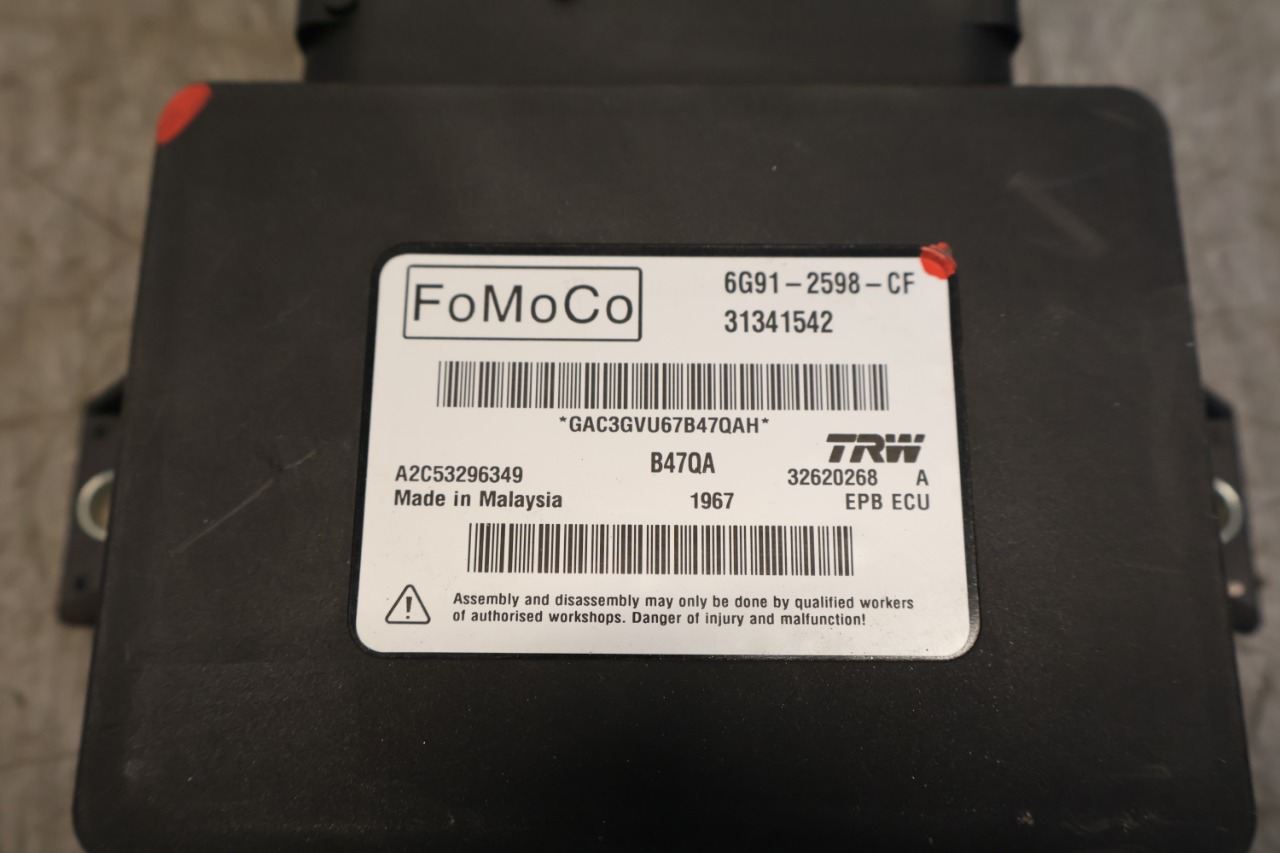 FoMoCo
6G91-2598-CF
31341542
*GAC3GVU67B47QAH*
TRW
B47QA
A2C53296349
32620268 A
Made in Malaysia
1967
EPB ECU
Assembly and disassembly may only be done by qualified workers
of authorised workshops. Danger of injury and malfunction!